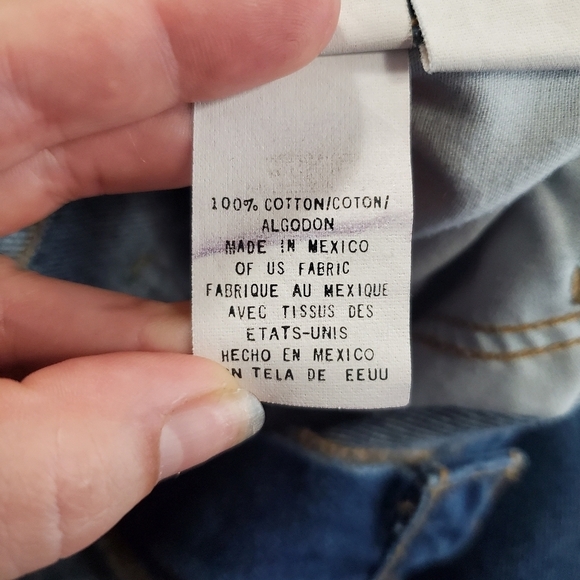 100% COTTON/COTON/
ALGODON
MADE IN MEXICO
OF US FABRIC
FABRIQUE AU MEXIQUE
AVEC TISSUS DES
ETATS-UNIS
HECHO EN MEXICO
EN TELA DE EEUU